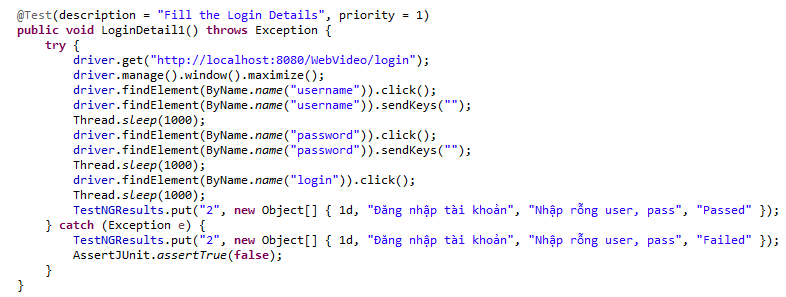 @Test(description = "Fill the Login Details", priority = 1)
public void LoginDetail1() throws Exception {
try {
driver.get("http://localhost:8080/WebVideo/login");
driver.manage().window().maximize();
driver.findElement(ByName.name("username")).click();
driver.findElement(ByName.name("username")).sendKeys("");
Thread.sleep(1000);
driver.findElement(ByName.name("password")).click();
driver.findElement(ByName.name("password")).sendKeys("");
Thread.sleep(1000);
driver.findElement(ByName.name("login")).click();
Thread.sleep(1000);
TestNGResults.put("2", new Object[] { 1d, "Đăng nhập tài khoản", "Nhập rỗng user, pass", "Passed" });
} catch (Exception e) {
TestNGResults.put("2", new Object[] { 1d, "Đăng nhập tài khoản", "Nhập rỗng user, pass", "Failed" });
AssertJUnit.assertTrue(false);
}
}